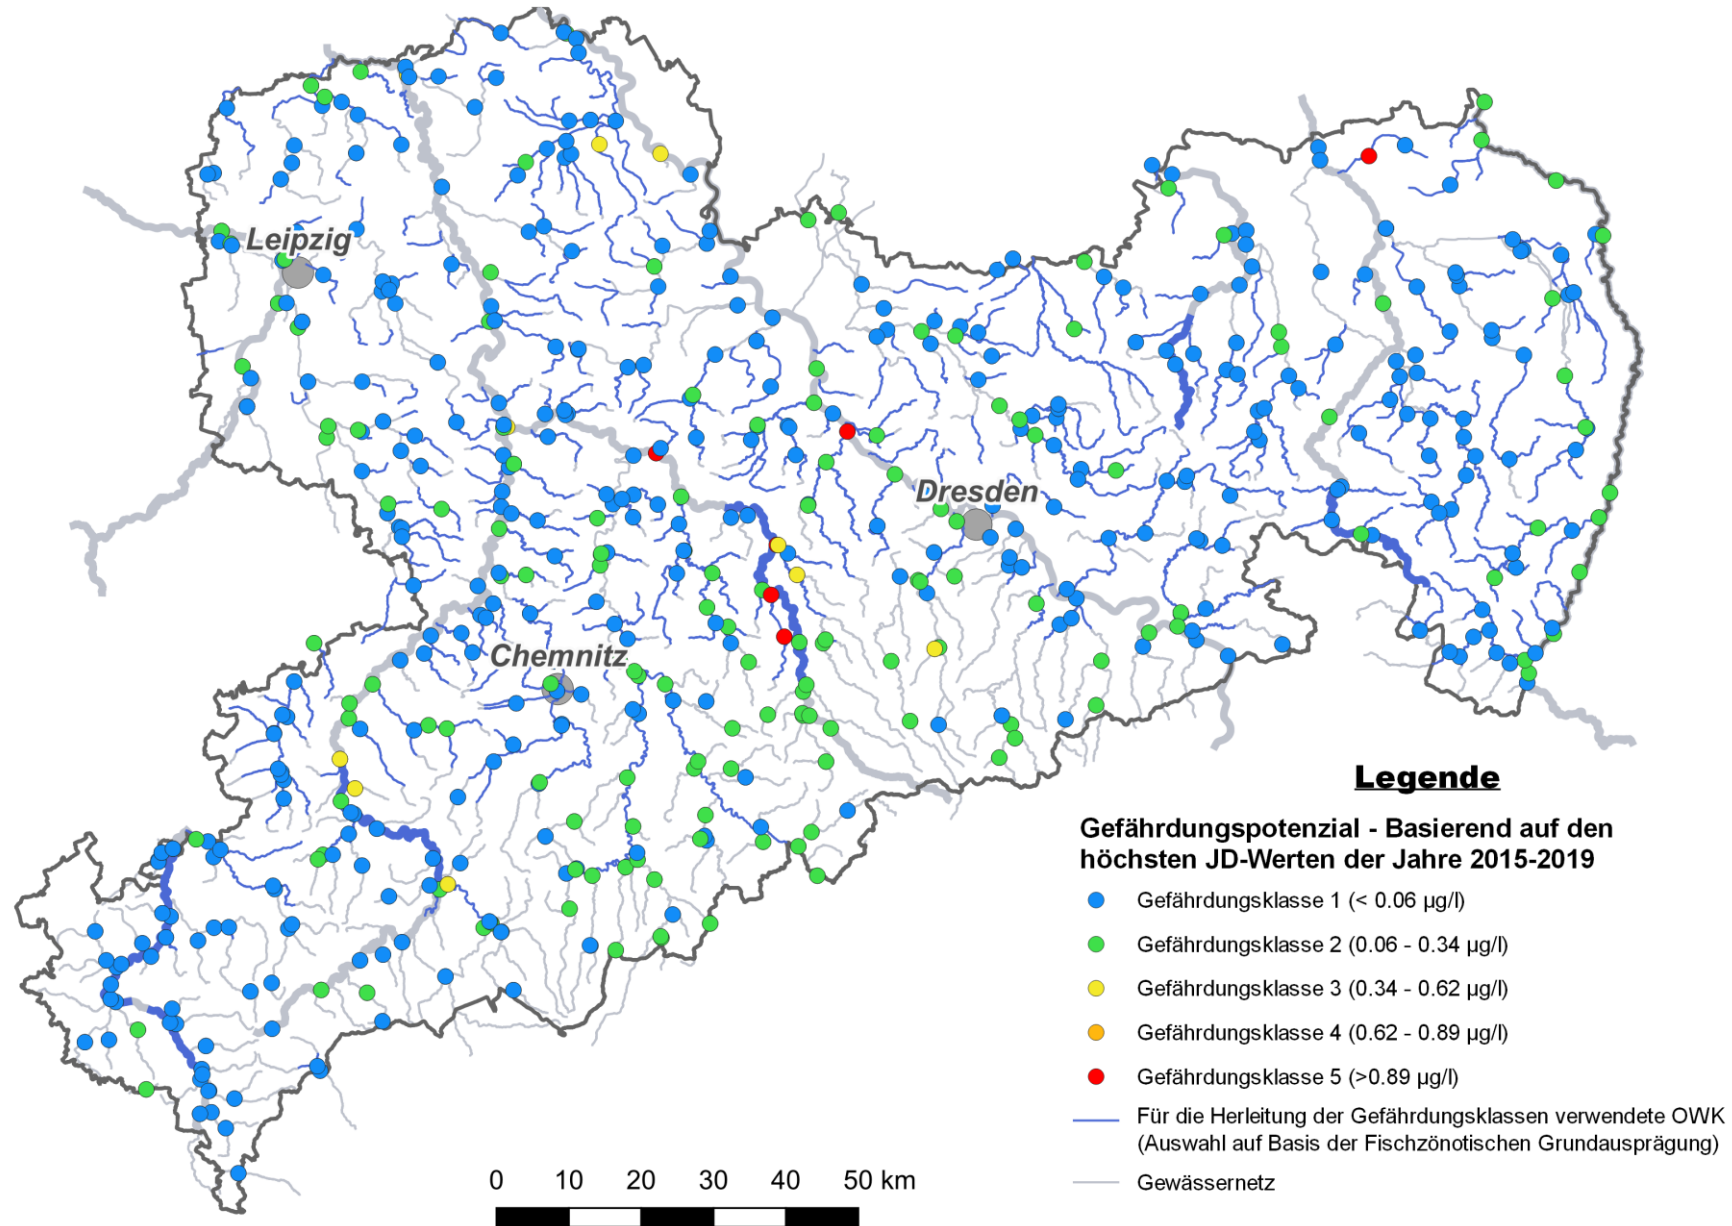 Leipzig
Dresden
Chemnitz
Legende
Gefährdungspotenzial - Basierend auf den
höchsten JD-Werten der Jahre 2015-2019
Gefährdungsklasse 1 (< 0.06 µg/l)
Gefährdungsklasse 2 (0.06 - 0.34 µg/l)
Gefährdungsklasse 3 (0.34 - 0.62 µg/l)
Gefährdungsklasse 4 (0.62 - 0.89 µg/l)
Gefährdungsklasse 5 (>0.89 µg/l)
Für die Herleitung der Gefährdungsklassen verwendete OWK
(Auswahl auf Basis der Fischzönotischen Grundausprägung)
Gewässernetz
0 10 20 30 40 50 km